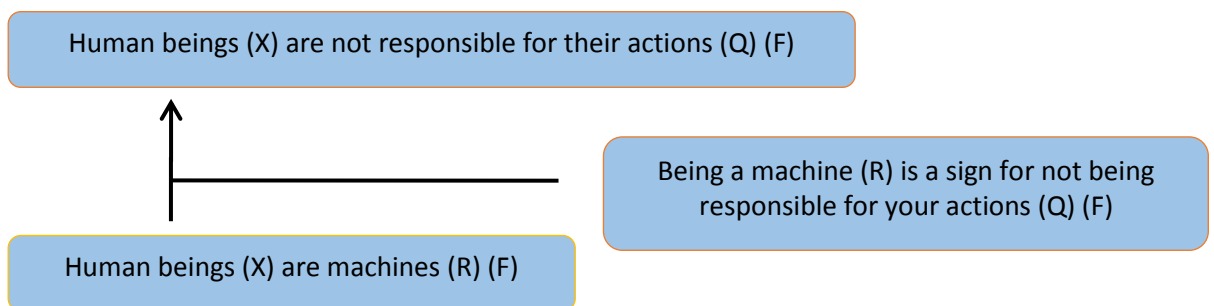 Human beings (X) are not responsible for their actions (Q) (F)
Being a machine (R) is a sign for not being
responsible for your actions (Q) (F)
Human beings (X) are machines (R) (F)